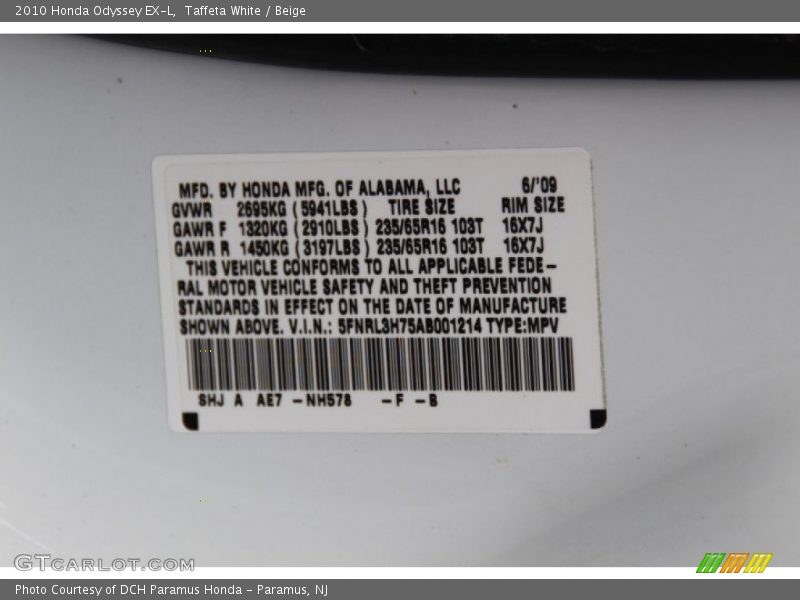 2010 Honda Odyssey EX-L, Taffeta White / Beige
MFD. BY HONDA MFG. OF ALABAMA, LLC 6/'09
GVWR 2695KG (5941LBS) TIRE SIZE RIM SIZE
GAWR F 1320KG (2910LBS) 235/65R16 103T 16X7J
GAWR R 1450KG (3197LBS) 235/65R16 103T 16X7J
THIS VEHICLE CONFORMS TO ALL APPLICABLE FEDE-
RAL MOTOR VEHICLE SAFETY AND THEFT PREVENTION
STANDARDS IN EFFECT ON THE DATE OF MANUFACTURE
SHOWN ABOVE. V.I.N.: 5FNRL3H75AB001214 TYPE:MPV
SHJ A AE7 -NH578 -F -B
GTCARLOT.COM
Photo Courtesy of DCH Paramus Honda - Paramus, NJ